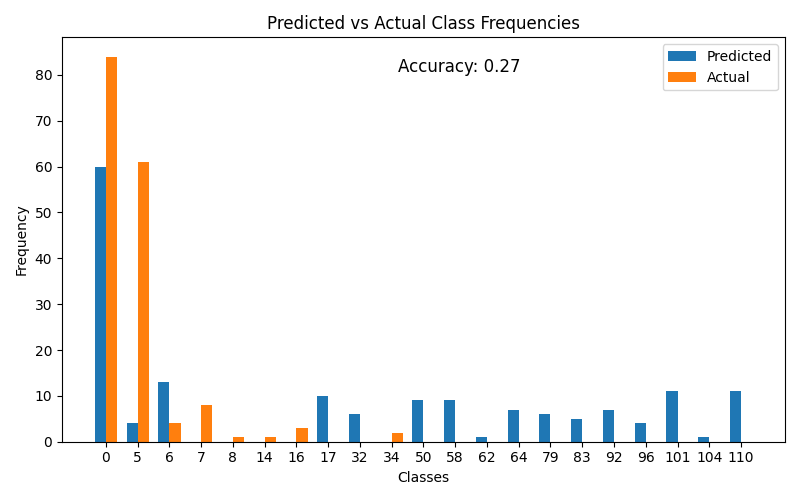 Predicted vs Actual Class Frequencies
Accuracy: 0.27
Predicted
Actual
Frequency
80
70
60
50
40
30
20
10
0
0 5 6 7 8 14 16 17 32 34 50 58 62 64 79 83 92 96 101 104 110
Classes